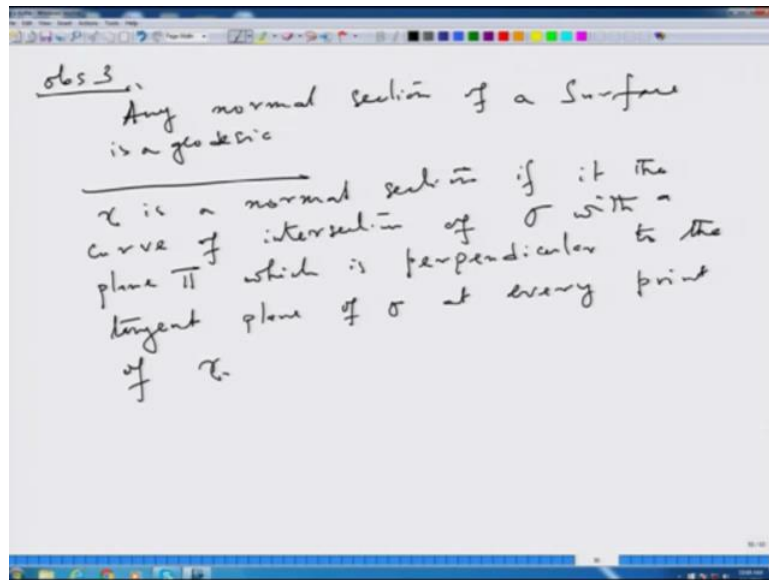 obs 3.
Any normal section of a Surface
is a geodesic
γ is a normal section if it the
curve of intersection of σ with a
plane Π which is perpendicular to the
tangent plane of σ at every point
of γ.